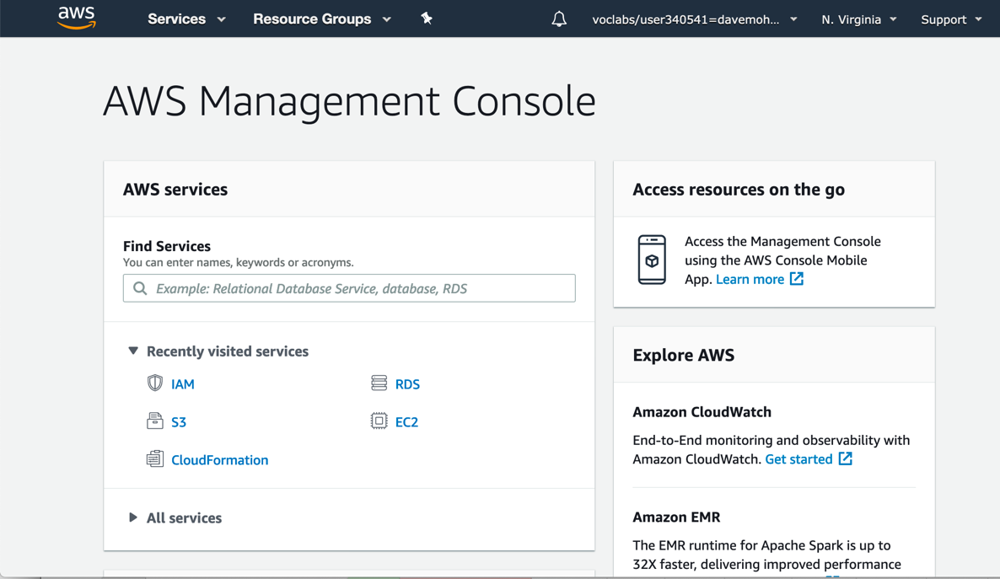 aws
Services
Resource Groups
voclabs/user340541=davemoh...
N. Virginia
Support
AWS Management Console
AWS services
Find Services
You can enter names, keywords or acronyms.
Example: Relational Database Service, database, RDS
Recently visited services
IAM
RDS
S3
EC2
CloudFormation
All services
Access resources on the go
Access the Management Console
using the AWS Console Mobile
App. Learn more
Explore AWS
Amazon CloudWatch
End-to-End monitoring and observability with
Amazon CloudWatch. Get started
Amazon EMR
The EMR runtime for Apache Spark is up to
32X faster, delivering improved performance